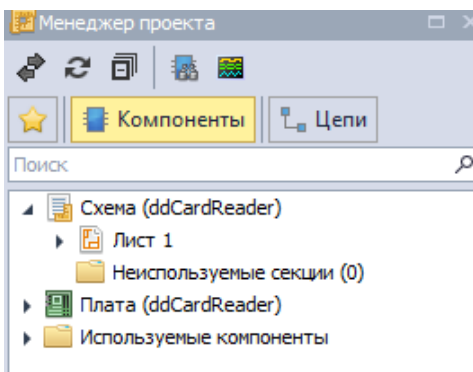 Менеджер проекта
Компоненты Цепи
Поиск
Схема (ddCardReader)
Лист 1
Неиспользуемые секции (0)
Плата (ddCardReader)
Используемые компоненты